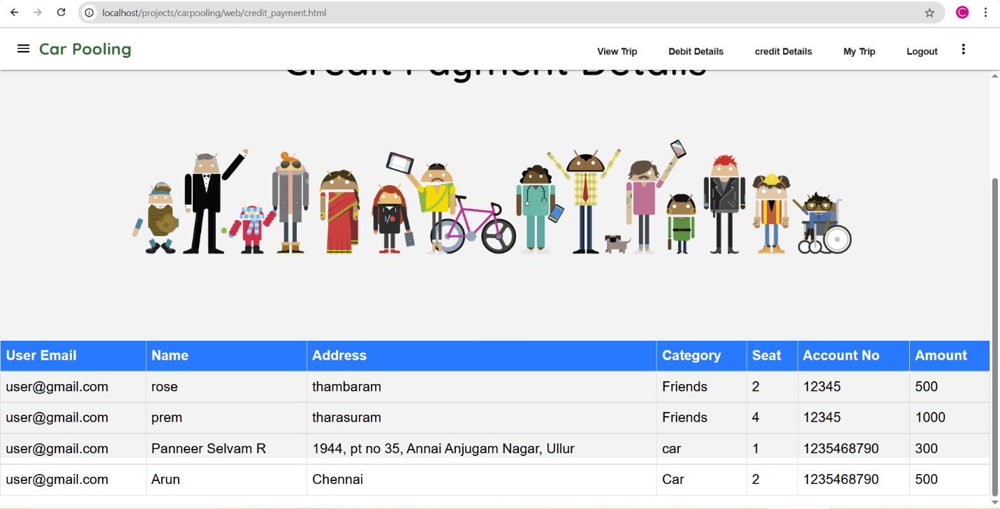 localhost/projects/carpooling/web/credit_payment.html
C
Car Pooling View Trip Debit Details credit Details My Trip Logout
Credit Payment Details
User Email Name Address Category Seat Account No Amount
user@gmail.com rose thambaram Friends 2 12345 500
user@gmail.com prem tharasuram Friends 4 12345 1000
user@gmail.com Panneer Selvam R 1944, pt no 35, Annai Anjugam Nagar, Ullur car 1 1235468790 300
user@gmail.com Arun Chennai Car 2 1235468790 500